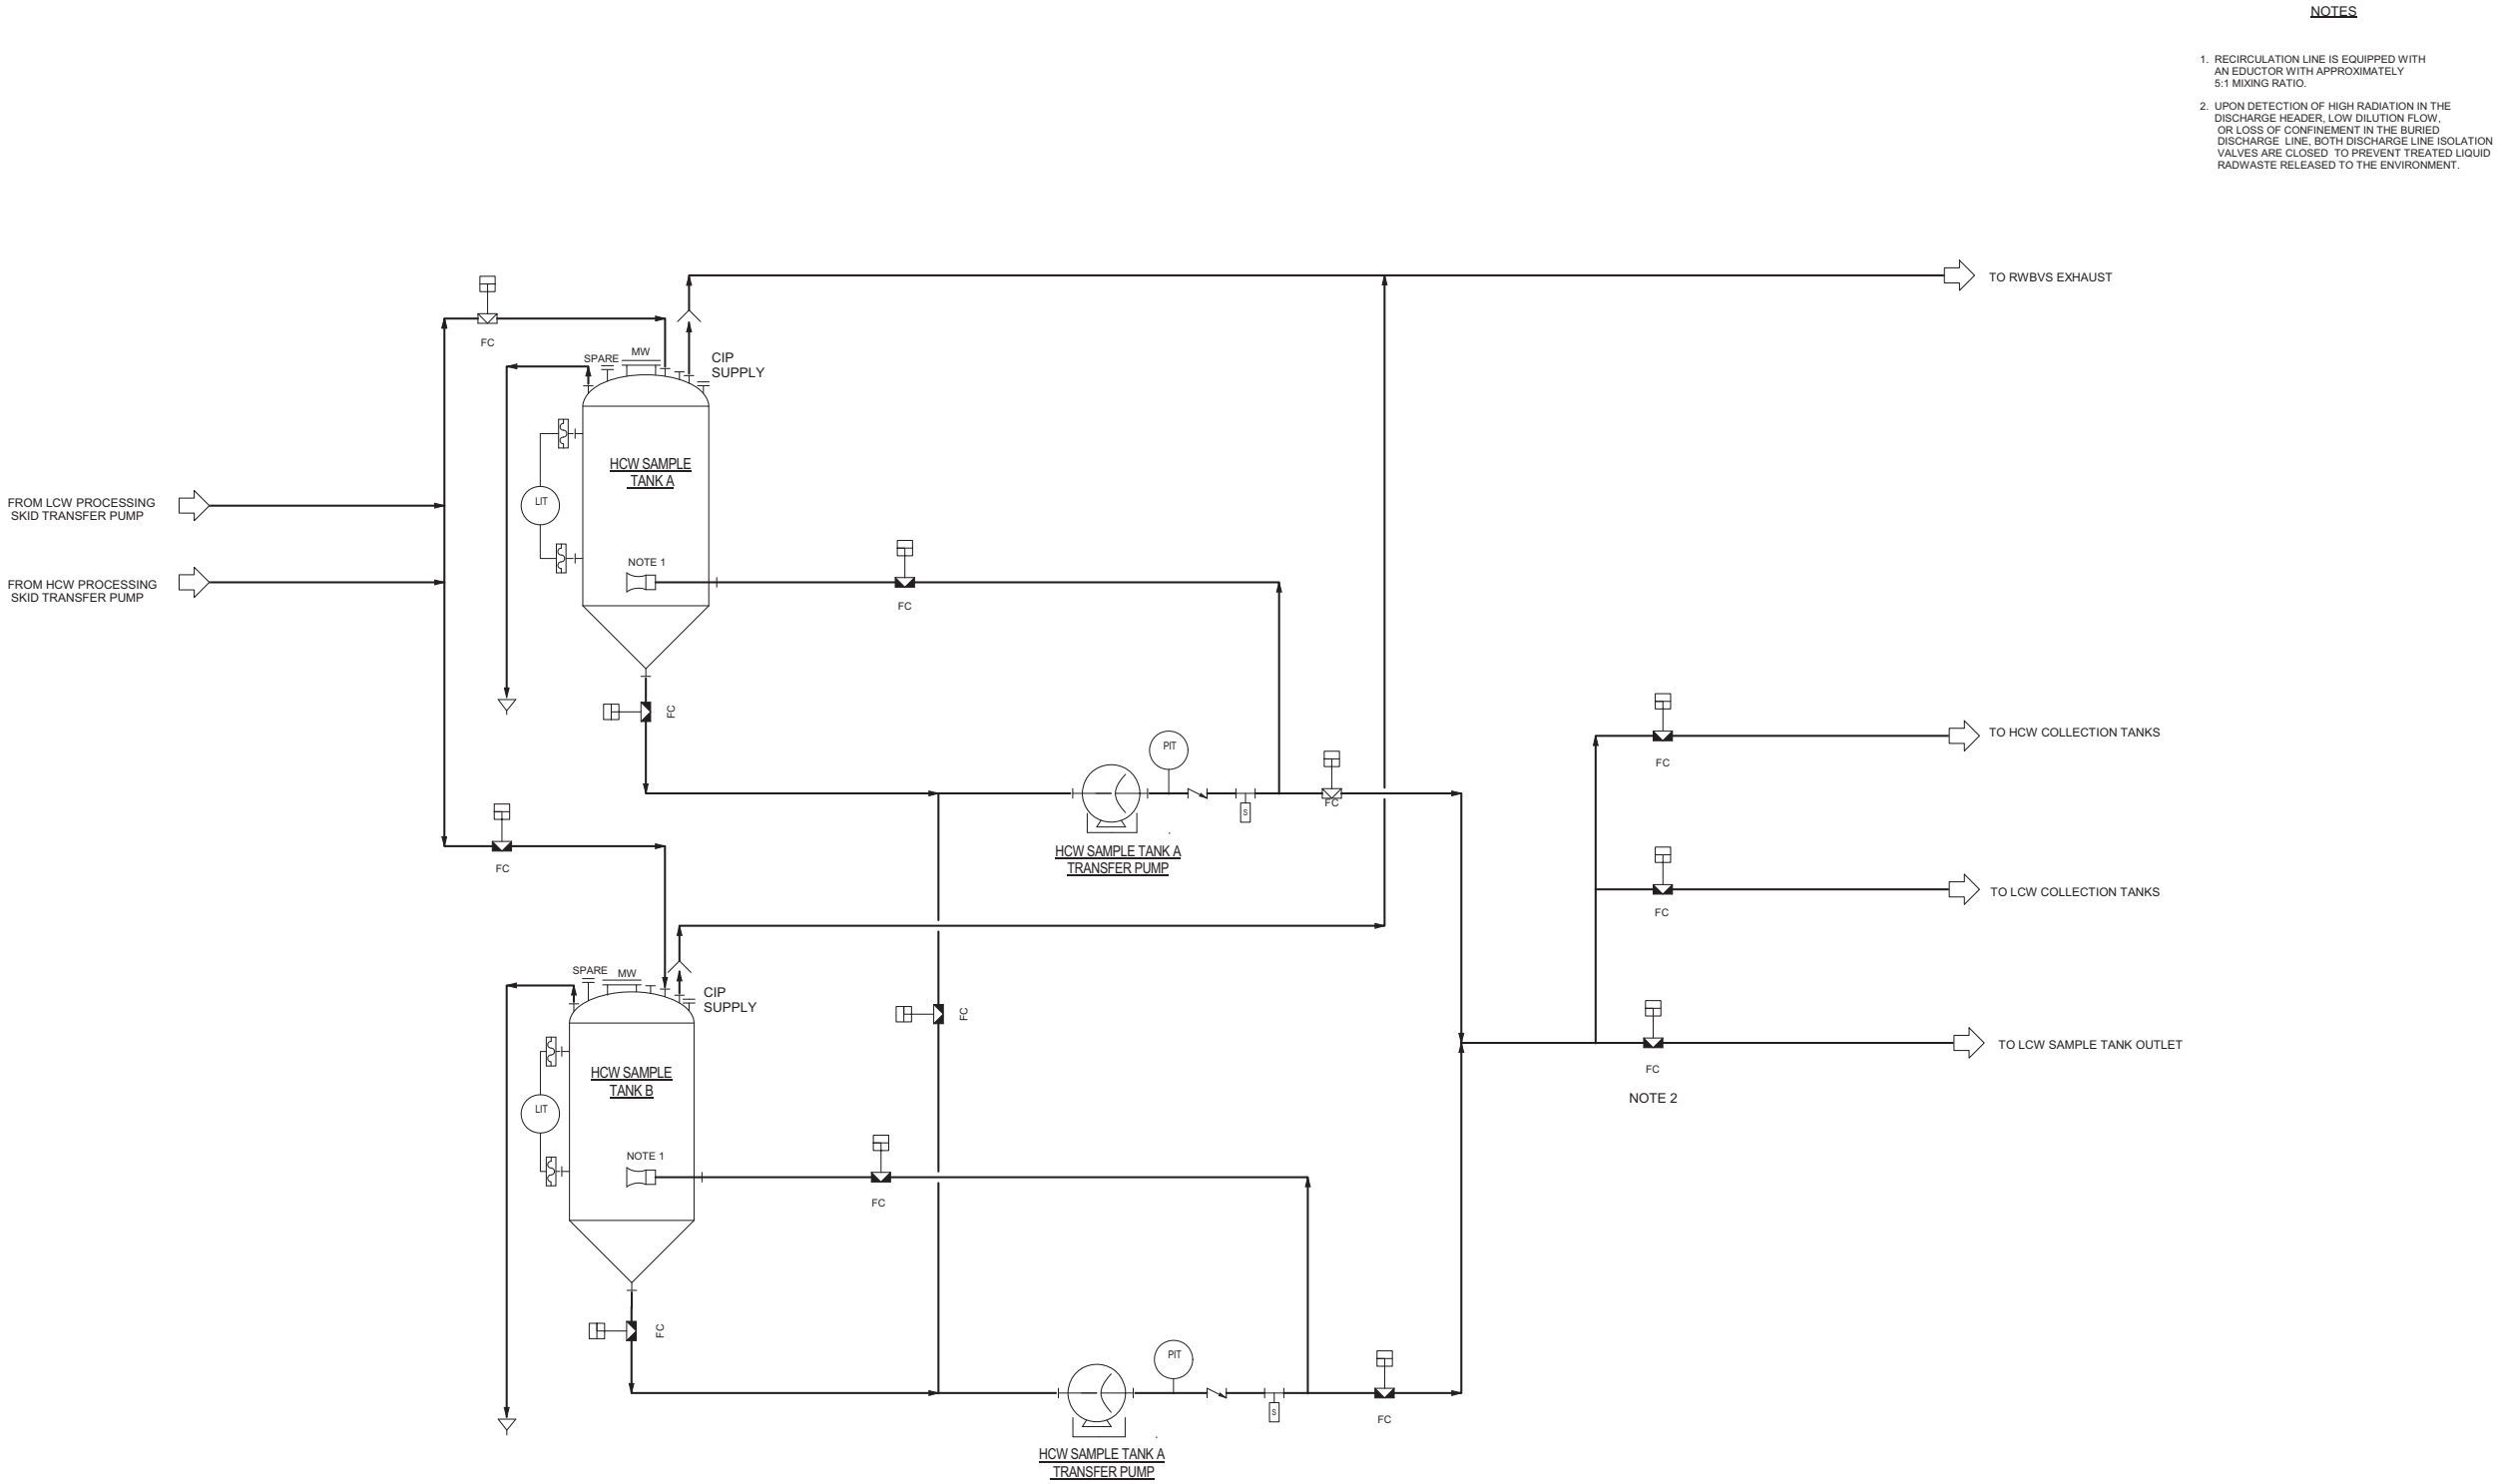 NOTES
1. RECIRCULATION LINE IS EQUIPPED WITH
AN EDUCTOR WITH APPROXIMATELY
5:1 MIXING RATIO.
2. UPON DETECTION OF HIGH RADIATION IN THE
DISCHARGE HEADER, LOW DILUTION FLOW,
OR LOSS OF CONFINEMENT IN THE BURIED
DISCHARGE LINE, BOTH DISCHARGE LINE ISOLATION
VALVES ARE CLOSED TO PREVENT TREATED LIQUID
RADWASTE RELEASED TO THE ENVIRONMENT.
TO RWBVS EXHAUST
FC
SPARE
MW
CIP
SUPPLY
HCW SAMPLE
TANK A
LIT
FROM LCW PROCESSING
SKID TRANSFER PUMP
NOTE 1
FROM HCW PROCESSING
SKID TRANSFER PUMP
FC
FC
PIT
TO HCW COLLECTION TANKS
FC
FC
S
HCW SAMPLE TANK A
TRANSFER PUMP
FC
TO LCW COLLECTION TANKS
FC
SPARE
MW
CIP
SUPPLY
FC
TO LCW SAMPLE TANK OUTLET
FC
NOTE 2
HCW SAMPLE
TANK B
LIT
NOTE 1
FC
FC
PIT
S
FC
HCW SAMPLE TANK A
TRANSFER PUMP